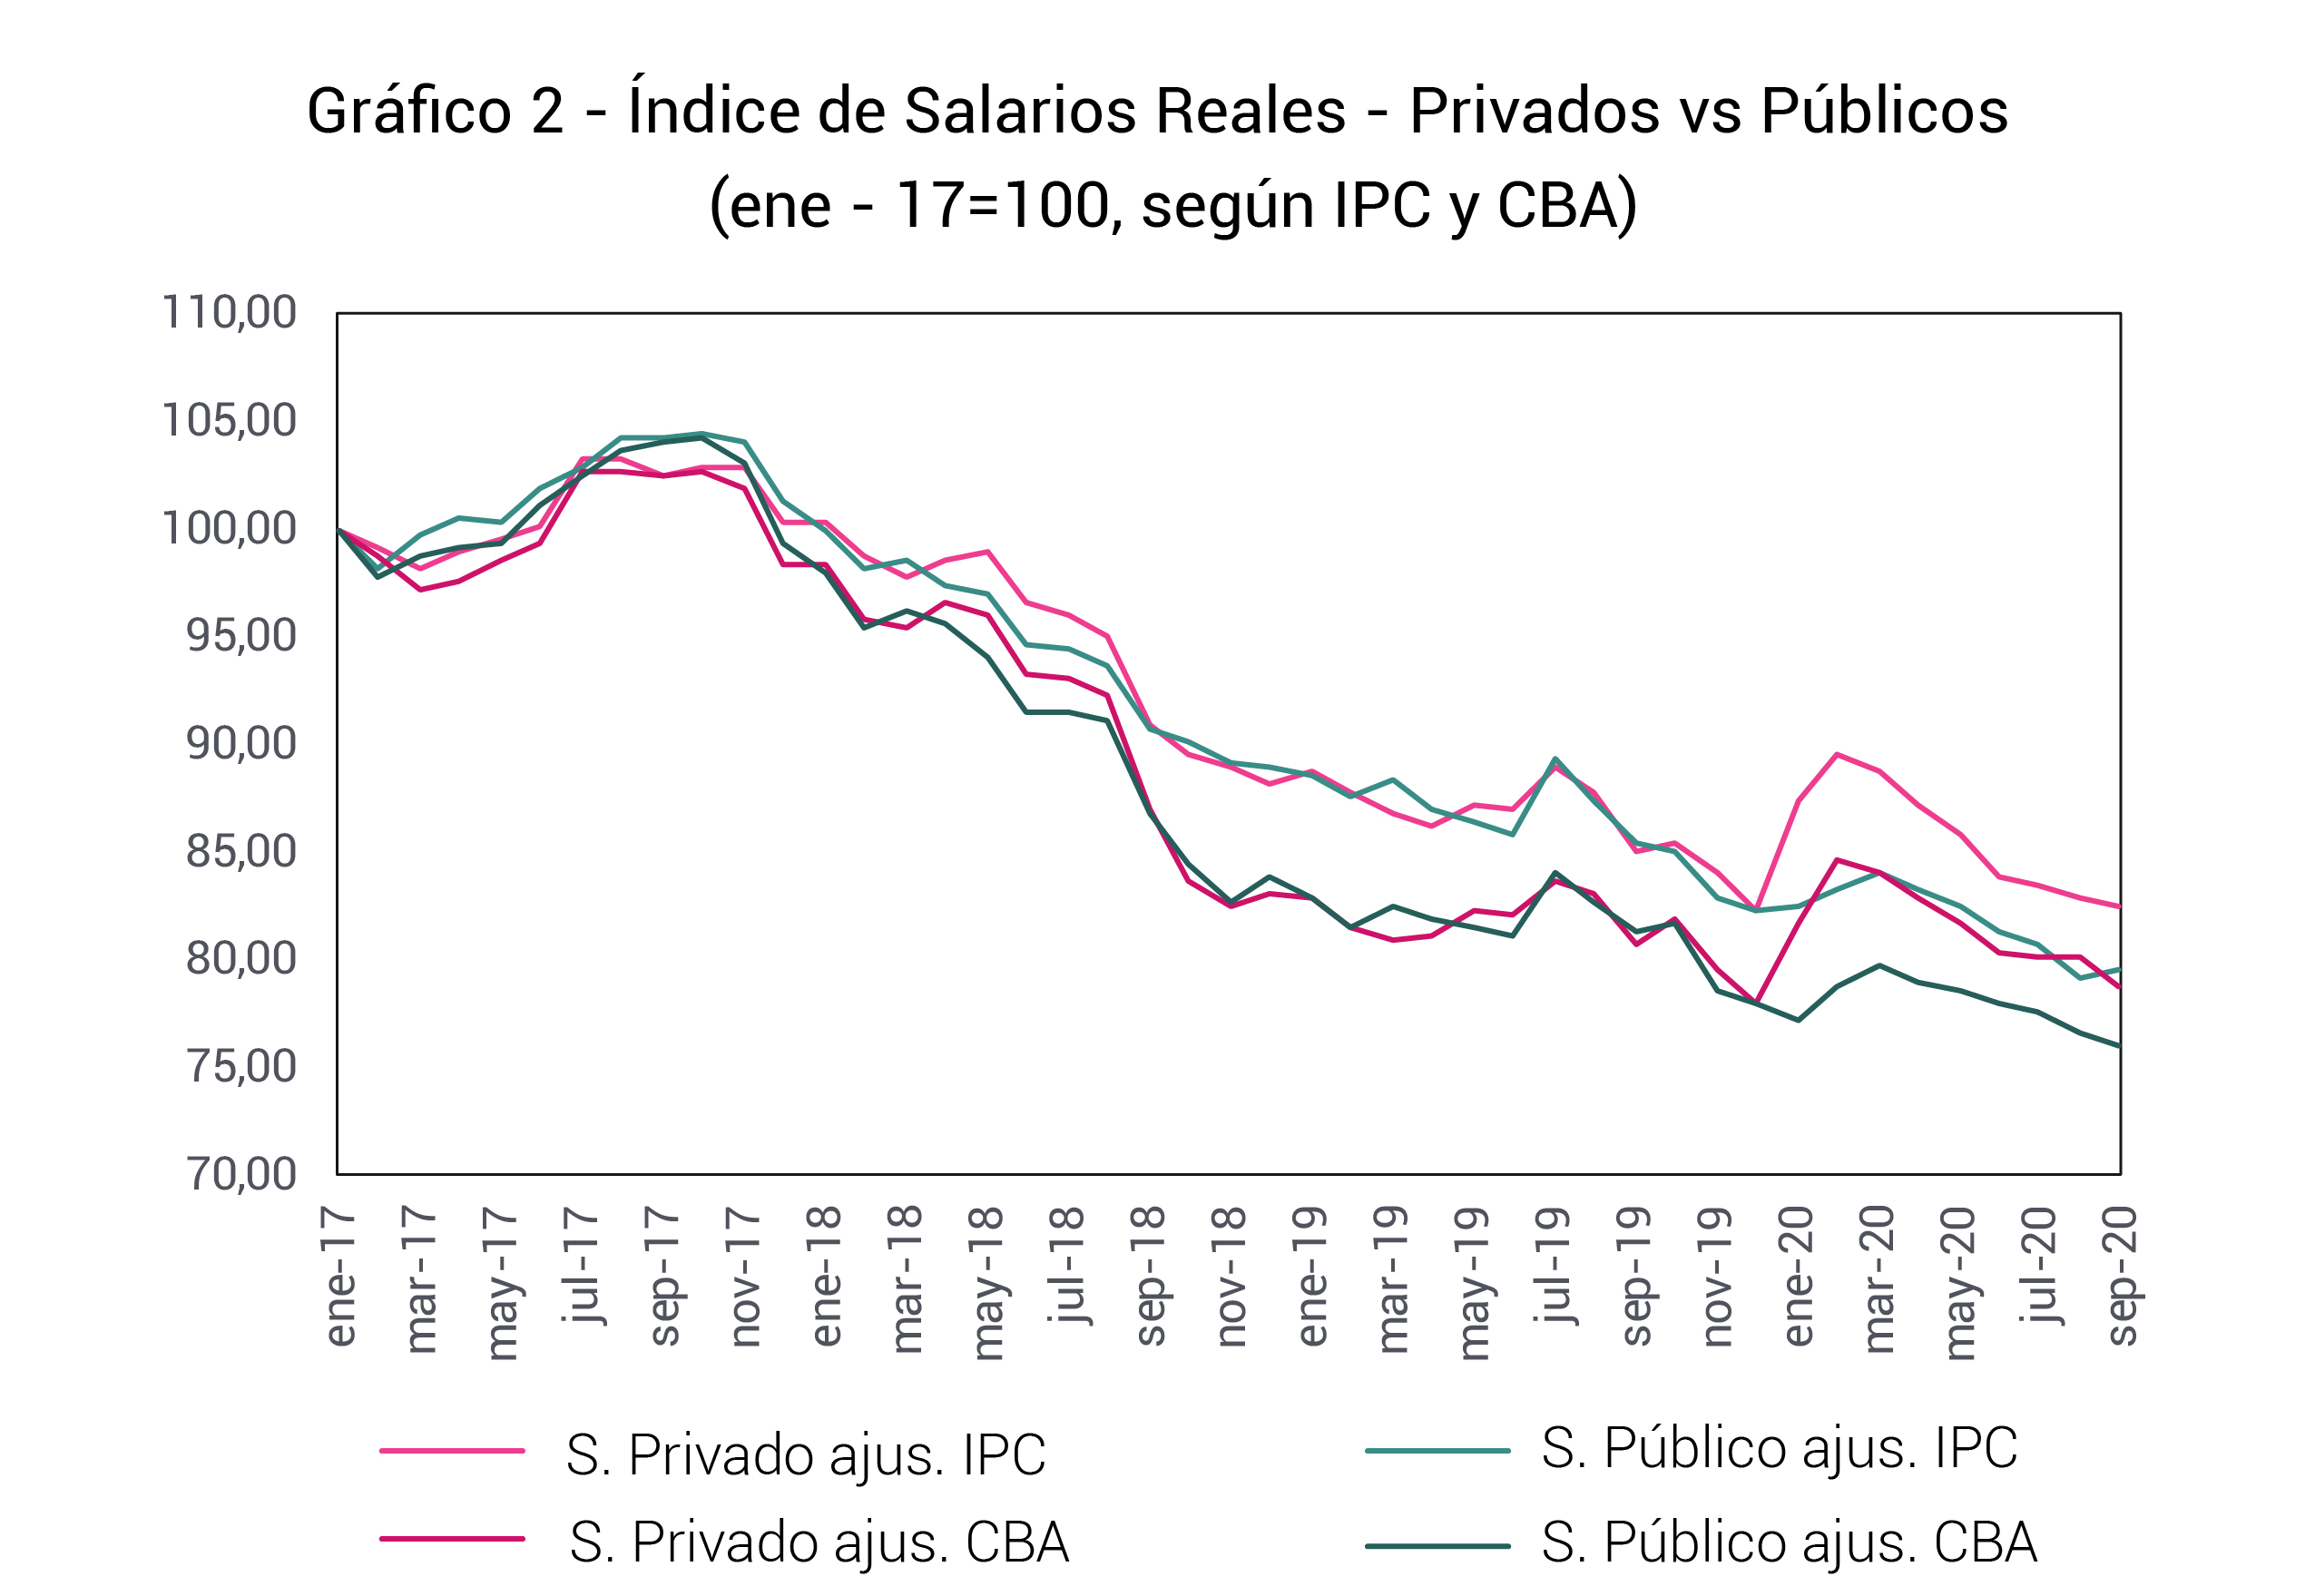 Gráfico 2 - Índice de Salarios Reales - Privados vs Públicos
(ene - 17=100, según IPC y CBA)
110,00
105,00
100,00
95,00
90,00
85,00
80,00
75,00
70,00
ene-17
mar-17
may-17
jul-17
sep-17
nov-17
ene-18
mar-18
may-18
jul-18
sep-18
nov-18
ene-19
mar-19
may-19
jul-19
sep-19
nov-19
ene-20
mar-20
may-20
jul-20
sep-20
S. Privado ajus. IPC
S. Público ajus. IPC
S. Privado ajus. CBA
S. Público ajus. CBA